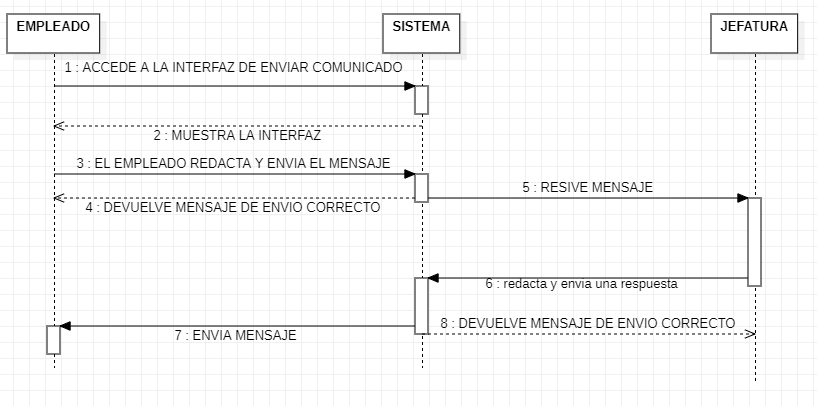 EMPLEADO
SISTEMA
JEFATURA
1 : ACCEDE A LA INTERFAZ DE ENVIAR COMUNICADO
2 : MUESTRA LA INTERFAZ
3 : EL EMPLEADO REDACTA Y ENVIA EL MENSAJE
5 : RESIVE MENSAJE
4 : DEVUELVE MENSAJE DE ENVIO CORRECTO
6 : redacta y envia una respuesta
8 : DEVUELVE MENSAJE DE ENVIO CORRECTO
7 : ENVIA MENSAJE